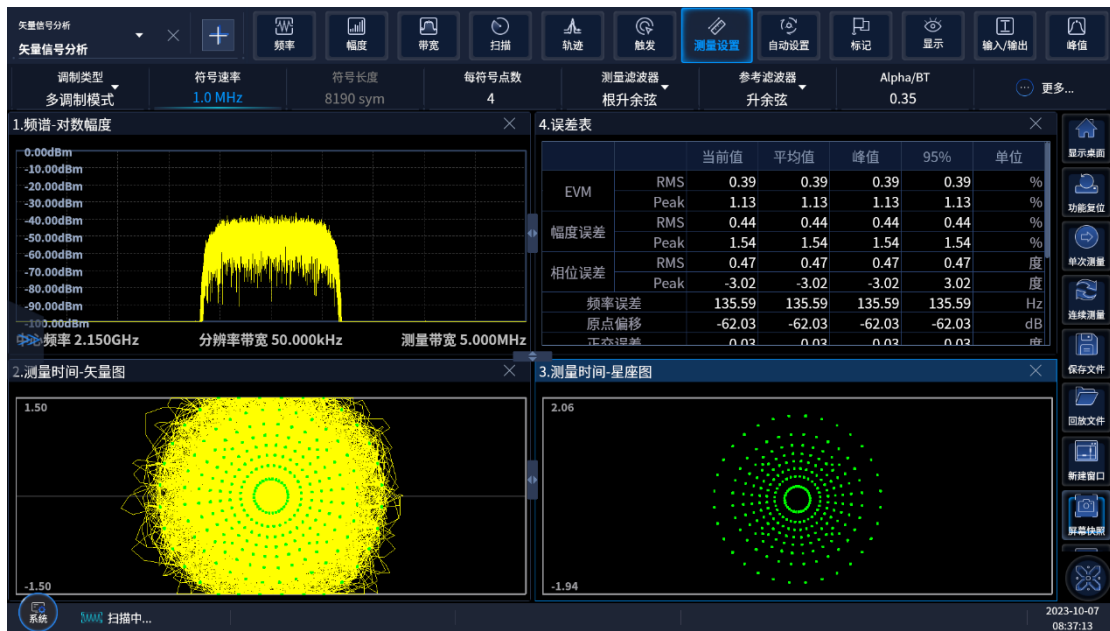 矢量信号分析
矢量信号分析
频率
幅度
带宽
扫描
轨迹
触发
测量设置
自动设置
标记
显示
输入/输出
峰值
调制类型 符号速率 符号长度 每符号点数 测量滤波器 参考滤波器 Alpha/BT
多调制模式 1.0 MHz 8190 sym 4 根升余弦 升余弦 0.35 更多...
1.频谱-对数幅度
0.00dBm
-10.00dBm
-20.00dBm
-30.00dBm
-40.00dBm
-50.00dBm
-60.00dBm
-70.00dBm
-80.00dBm
-90.00dBm
-100.00dBm
中心频率 2.150GHz 分辨率带宽 50.000kHz 测量带宽 5.000MHz
4.误差表
当前值 平均值 峰值 95% 单位
EVM RMS 0.39 0.39 0.39 0.39 %
Peak 1.13 1.13 1.13 1.13 %
幅度误差 RMS 0.44 0.44 0.44 0.44 %
Peak 1.54 1.54 1.54 1.54 %
相位误差 RMS 0.47 0.47 0.47 0.47 度
Peak -3.02 -3.02 -3.02 3.02 度
频率误差 135.59 135.59 135.59 135.59 Hz
原点偏移 -62.03 -62.03 -62.03 -62.03 dB
正交误差 0.03 0.03 0.03 0.03 度
2.测量时间-矢量图
1.50
-1.50
3.测量时间-星座图
2.06
-1.94
显示桌面
功能复位
单次测量
连续测量
保存文件
回放文件
新建窗口
屏幕快照
系统
扫描中...
2023-10-07
08:37:13